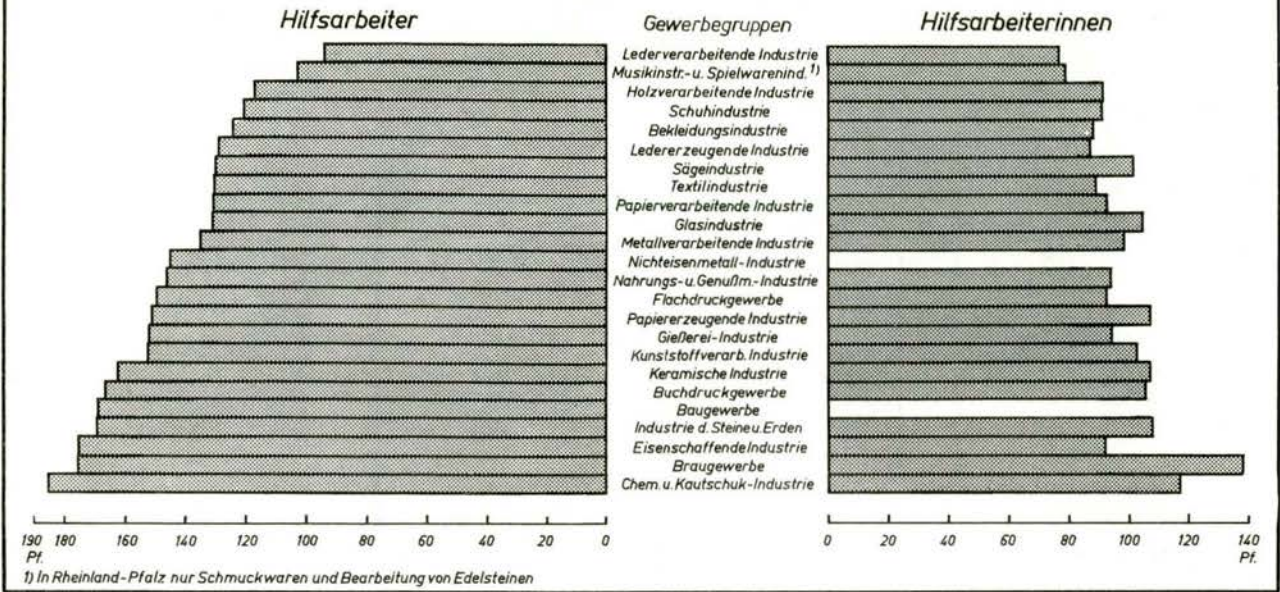 Hilfsarbeiter
Gewerbegruppen
Hilfsarbeiterinnen
Lederverarbeitende Industrie
Musikinstr.- u. Spielwarenind. 1)
Holzverarbeitende Industrie
Schuhindustrie
Bekleidungsindustrie
Ledererzeugende Industrie
Sägeindustrie
Textilindustrie
Papierverarbeitende Industrie
Glasindustrie
Metallverarbeitende Industrie
Nichteisenmetall-Industrie
Nahrungs- u. Genußm.-Industrie
Flachdruckgewerbe
Papiererzeugende Industrie
Gießerei-Industrie
Kunststoffverarb. Industrie
Keramische Industrie
Buchdruckgewerbe
Baugewerbe
Industrie d. Steine u. Erden
Eisenschaffende Industrie
Braugewerbe
Chem. u. Kautschuk-Industrie
190 180 160 140 120 100 80 60 40 20 0
Pf.
0 20 40 60 80 100 120 140
Pf.
1) In Rheinland-Pfalz nur Schmuckwaren und Bearbeitung von Edelsteinen